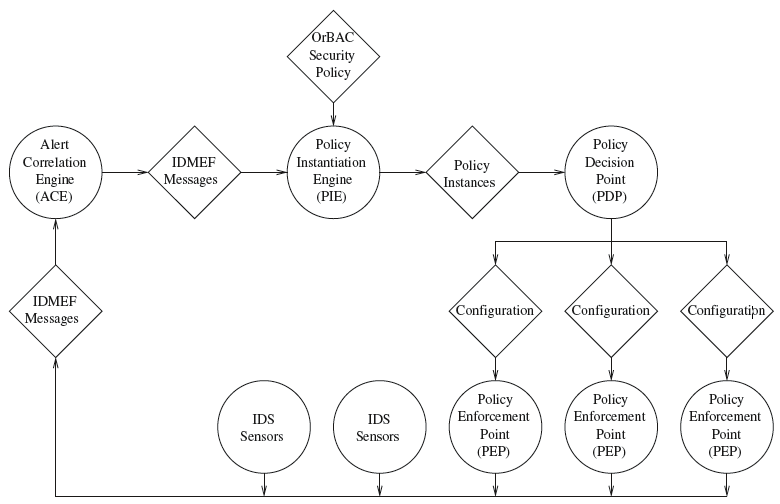 OrBAC
Security
Policy
Alert
Correlation
Engine
(ACE)
IDMEF
Messages
Policy
Instantiation
Engine
(PIE)
Policy
Instances
Policy
Decision
Point
(PDP)
IDMEF
Messages
Configuration
Configuration
Configuration
IDS
Sensors
IDS
Sensors
Policy
Enforcement
Point
(PEP)
Policy
Enforcement
Point
(PEP)
Policy
Enforcement
Point
(PEP)